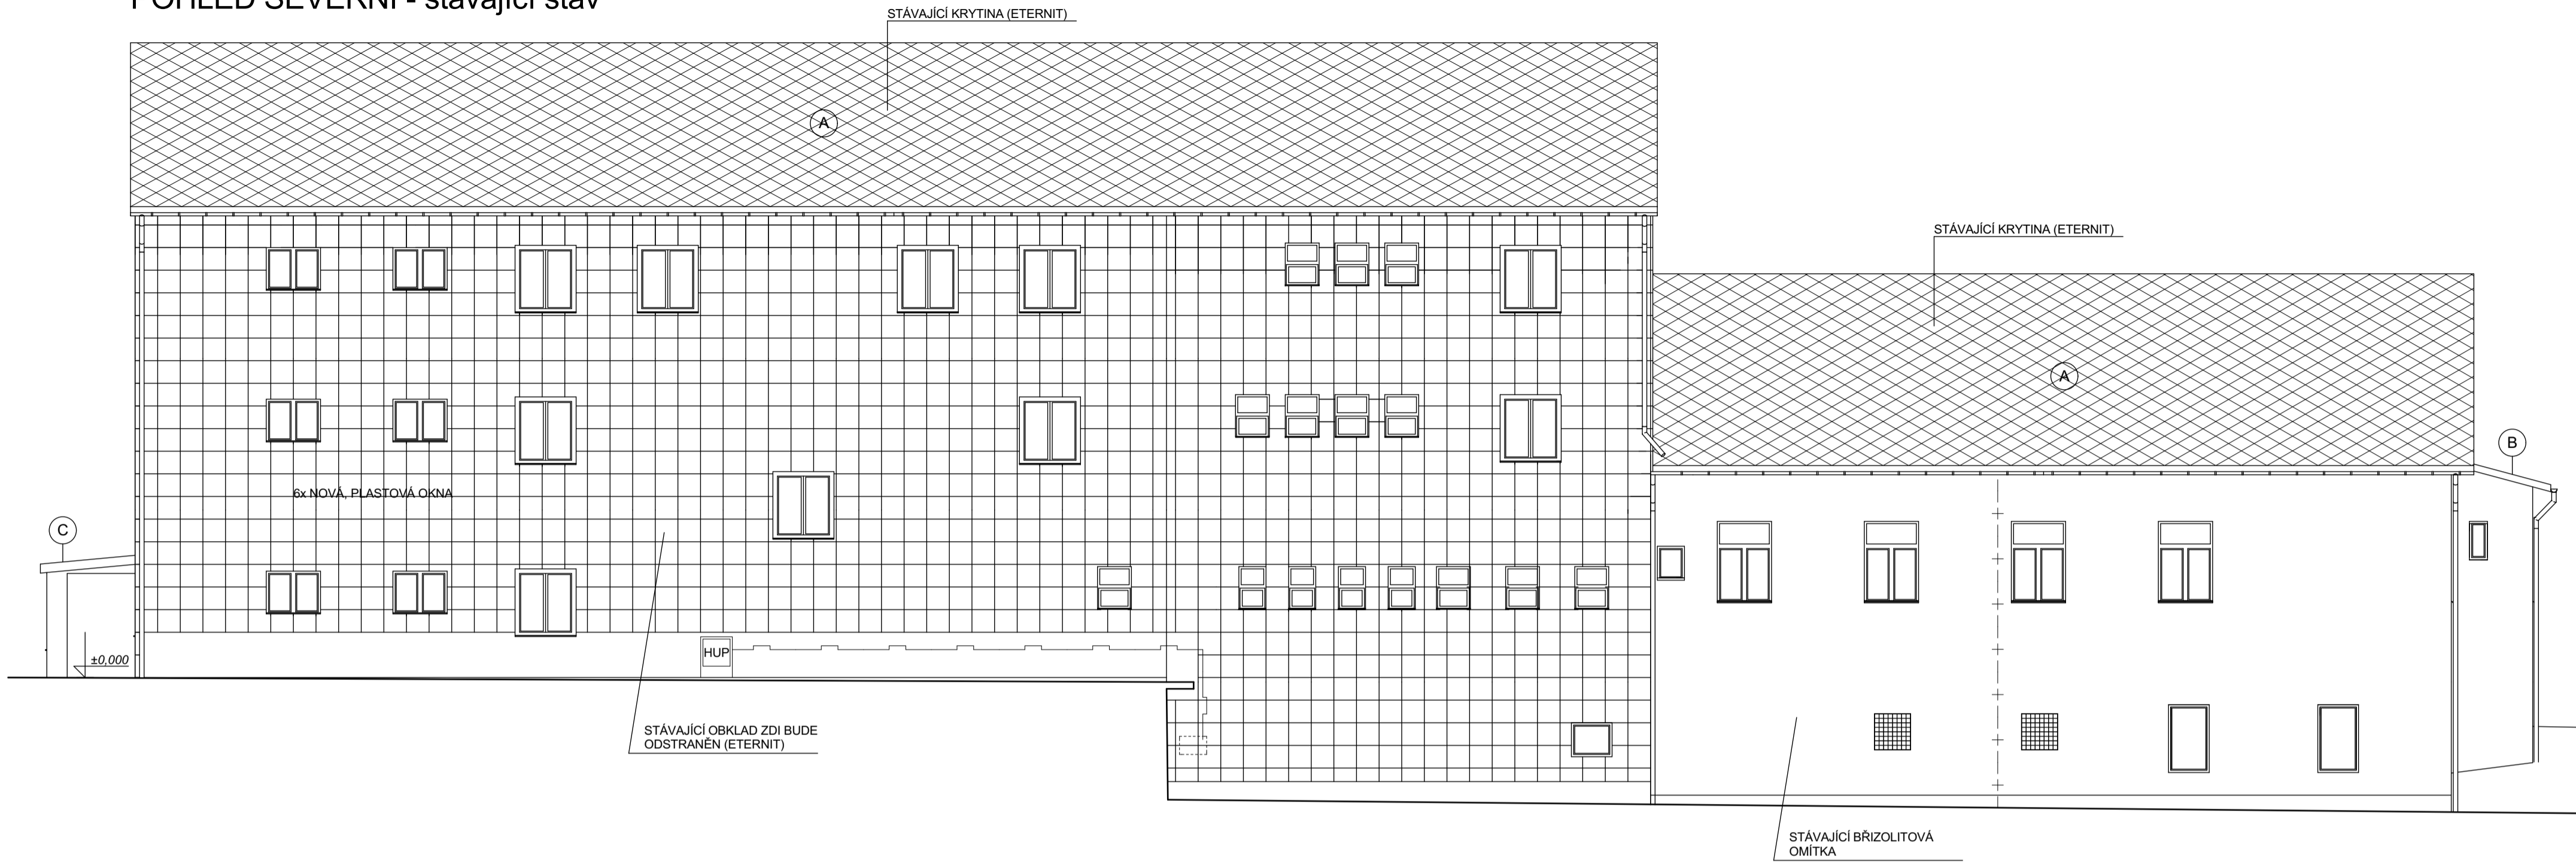 POHLED SEVERNÍ - stávající stav
STÁVAJÍCÍ KRYTINA (ETERNIT)
A
STÁVAJÍCÍ KRYTINA (ETERNIT)
A
B
6x NOVÁ, PLASTOVÁ OKNA
C
±0,000
HUP
STÁVAJÍCÍ OBKLAD ZDI BUDE
ODSTRANĚN (ETERNIT)
STÁVAJÍCÍ BŘIZOLITOVÁ
OMÍTKA